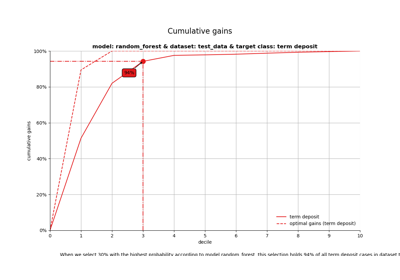 Cumulative gains
model: random_forest & dataset: test_data & target class: term deposit
100%
80%
60%
40%
20%
0%
cumulative gains
94%
term deposit
optimal gains (term deposit)
0 1 2 3 4 5 6 7 8 9 10
decile
When we select 30% with the highest probability according to model random_forest, this selection holds 94% of all term deposit cases in dataset